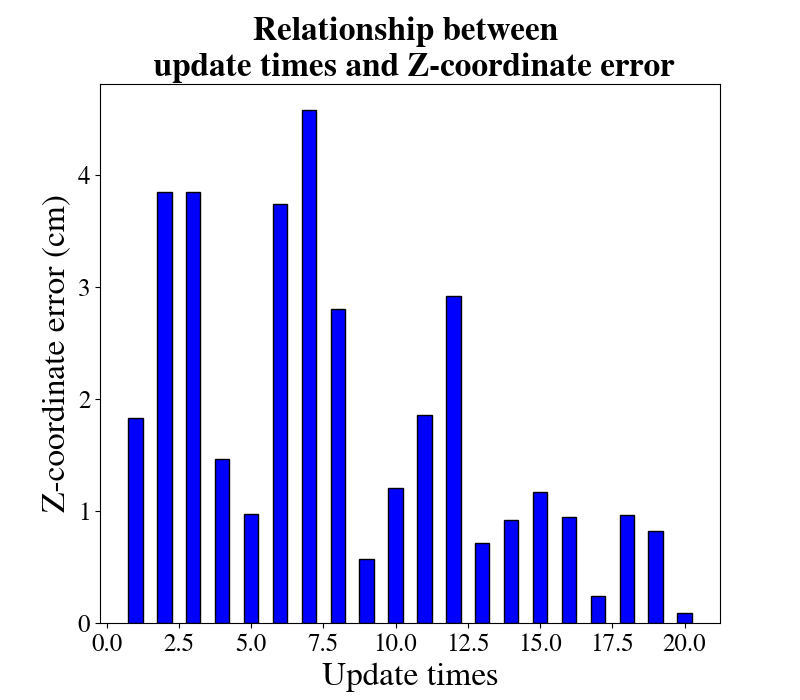 Relationship between
update times and Z-coordinate error
Z-coordinate error (cm)
4
3
2
1
0
0.0 2.5 5.0 7.5 10.0 12.5 15.0 17.5 20.0
Update times